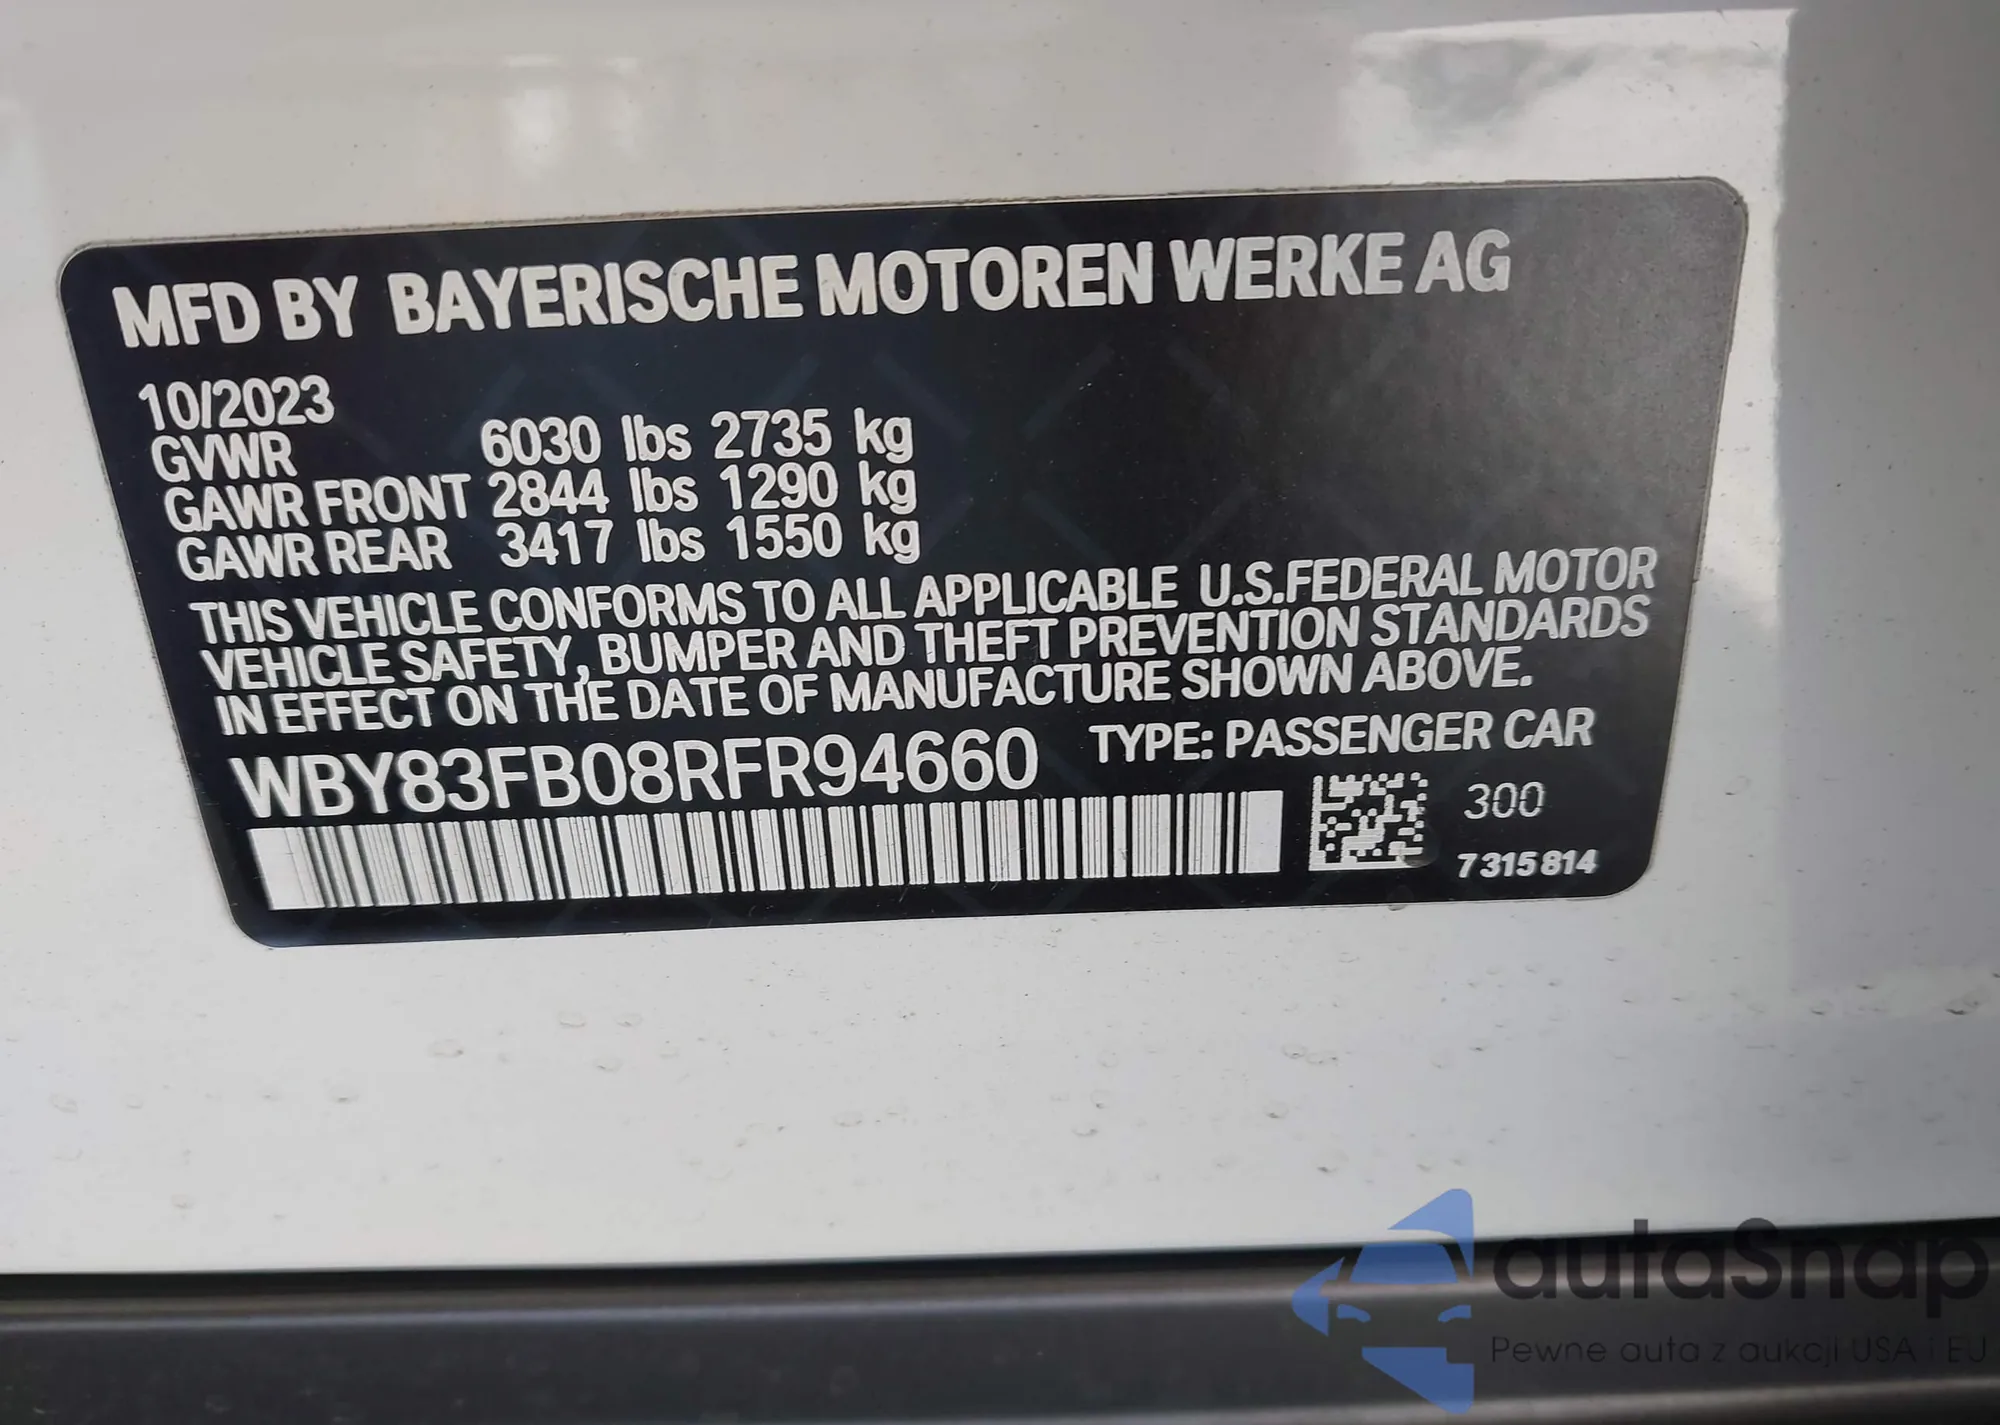 MFD BY BAYERISCHE MOTOREN WERKE AG
10/2023
GVWR 6030 lbs 2735 kg
GAWR FRONT 2844 lbs 1290 kg
GAWR REAR 3417 lbs 1550 kg
THIS VEHICLE CONFORMS TO ALL APPLICABLE U.S.FEDERAL MOTOR
VEHICLE SAFETY, BUMPER AND THEFT PREVENTION STANDARDS
IN EFFECT ON THE DATE OF MANUFACTURE SHOWN ABOVE.
WBY83FB08RFR94660 TYPE: PASSENGER CAR
300
7315814
autaSnap
Pewne auta z aukcji USA i EU